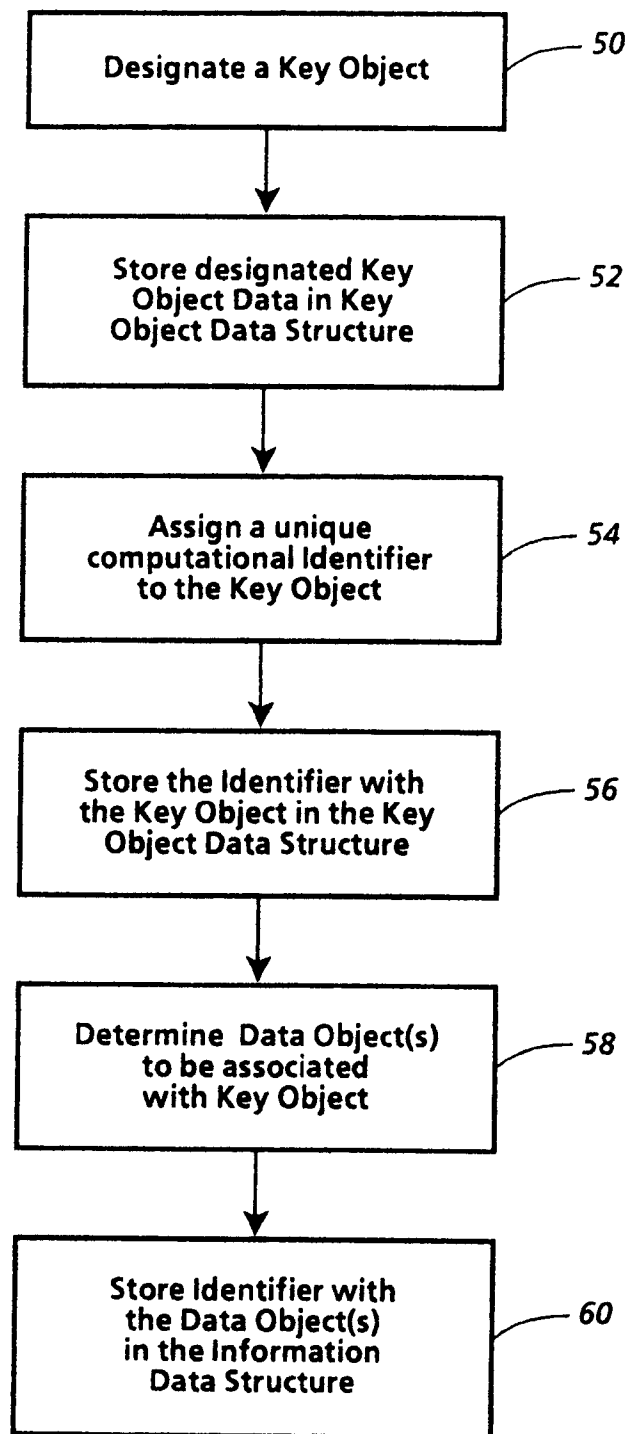 Designate a Key Object
50
Store designated Key
Object Data in Key
Object Data Structure
52
Assign a unique
computational Identifier
to the Key Object
54
Store the Identifier with
the Key Object in the Key
Object Data Structure
56
Determine Data Object(s)
to be associated
with Key Object
58
Store Identifier with
the Data Object(s)
in the Information
Data Structure
60